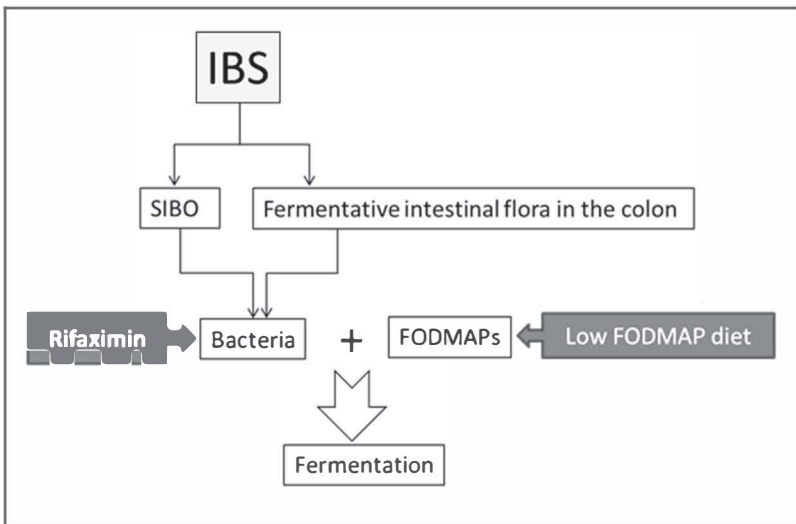 IBS
SIBO
Fermentative intestinal flora in the colon
Rifaximin
Bacteria
+
FODMAPs
Low FODMAP diet
Fermentation